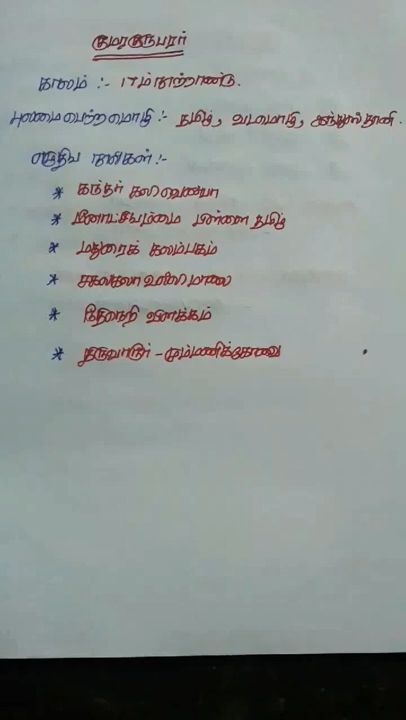 குமரகுருபரர்
காலம் :- 17ம் நூற்றாண்டு.
புலமைபெற்றமொழி :- தமிழ், வடமொழி, இந்துஸ்தானி.
எழுதிய நூல்கள் :-
* கந்தர் கலிவெண்பா
* மீனாட்சியம்மை பிள்ளை தமிழ்
* மதுரைக் கலம்பகம்
* சகலகலாவல்லிமாலை
* நீதிநெறி விளக்கம்
* திருவாரூர் - மும்மணிக்கோவை